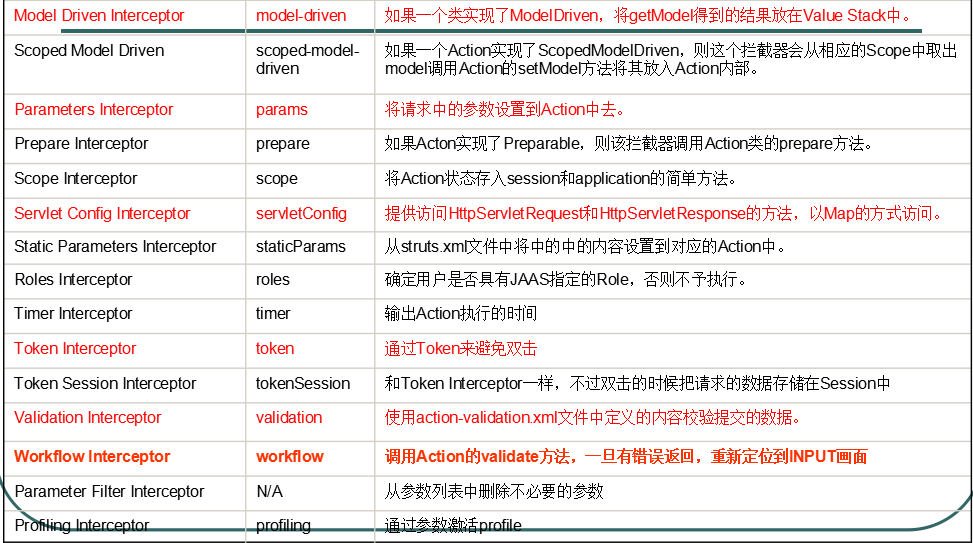 Model Driven Interceptor model-driven 如果一个类实现了ModelDriven，将getModel得到的结果放在Value Stack中。
Scoped Model Driven scoped-model-driven 如果一个Action实现了ScopedModelDriven，则这个拦截器会从相应的Scope中取出
model调用Action的setModel方法将其放入Action内部。
Parameters Interceptor params 将请求中的参数设置到Action中去。
Prepare Interceptor prepare 如果Acton实现了Preparable，则该拦截器调用Action类的prepare方法。
Scope Interceptor scope 将Action状态存入session和application的简单方法。
Servlet Config Interceptor servletConfig 提供访问HttpServletRequest和HttpServletResponse的方法，以Map的方式访问。
Static Parameters Interceptor staticParams 从struts.xml文件中将中的中的内容设置到对应的Action中。
Roles Interceptor roles 确定用户是否具有JAAS指定的Role，否则不予执行。
Timer Interceptor timer 输出Action执行的时间
Token Interceptor token 通过Token来避免双击
Token Session Interceptor tokenSession 和Token Interceptor一样，不过双击的时候把请求的数据存储在Session中
Validation Interceptor validation 使用action-validation.xml文件中定义的内容校验提交的数据。
Workflow Interceptor workflow 调用Action的validate方法，一旦有错误返回，重新定位到INPUT画面
Parameter Filter Interceptor N/A 从参数列表中删除不必要的参数
Profiling Interceptor profiling 通过参数激活profile